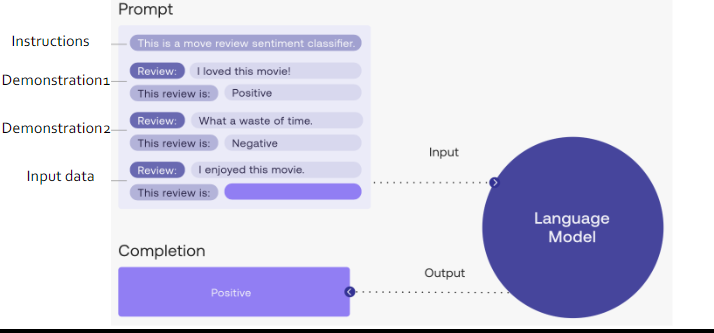 Prompt
Instructions
This is a move review sentiment classifier.
Demonstration1
Review: I loved this movie!
This review is: Positive
Demonstration2
Review: What a waste of time.
This review is: Negative
Input data
Review: I enjoyed this movie.
This review is:
Input
Language
Model
Completion
Output
Positive